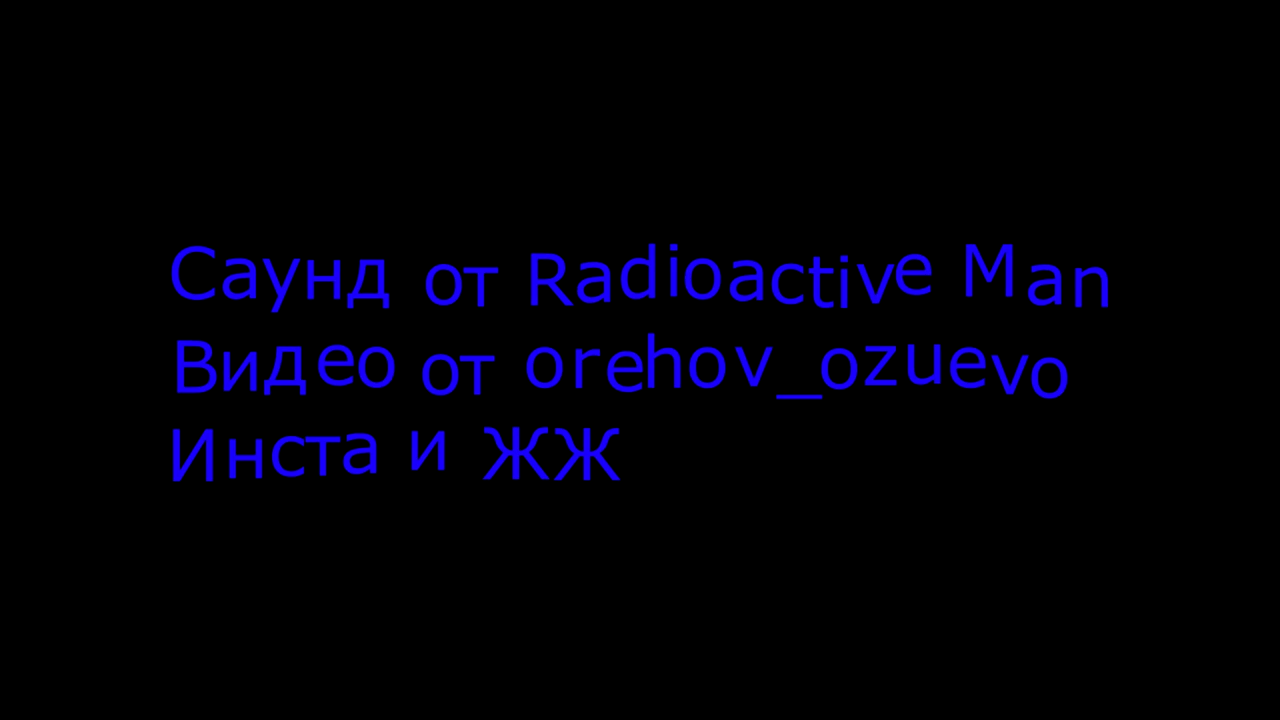 Саунд от Radioactive Man
Видео от orehov_ozuevo
Инста и ЖЖ